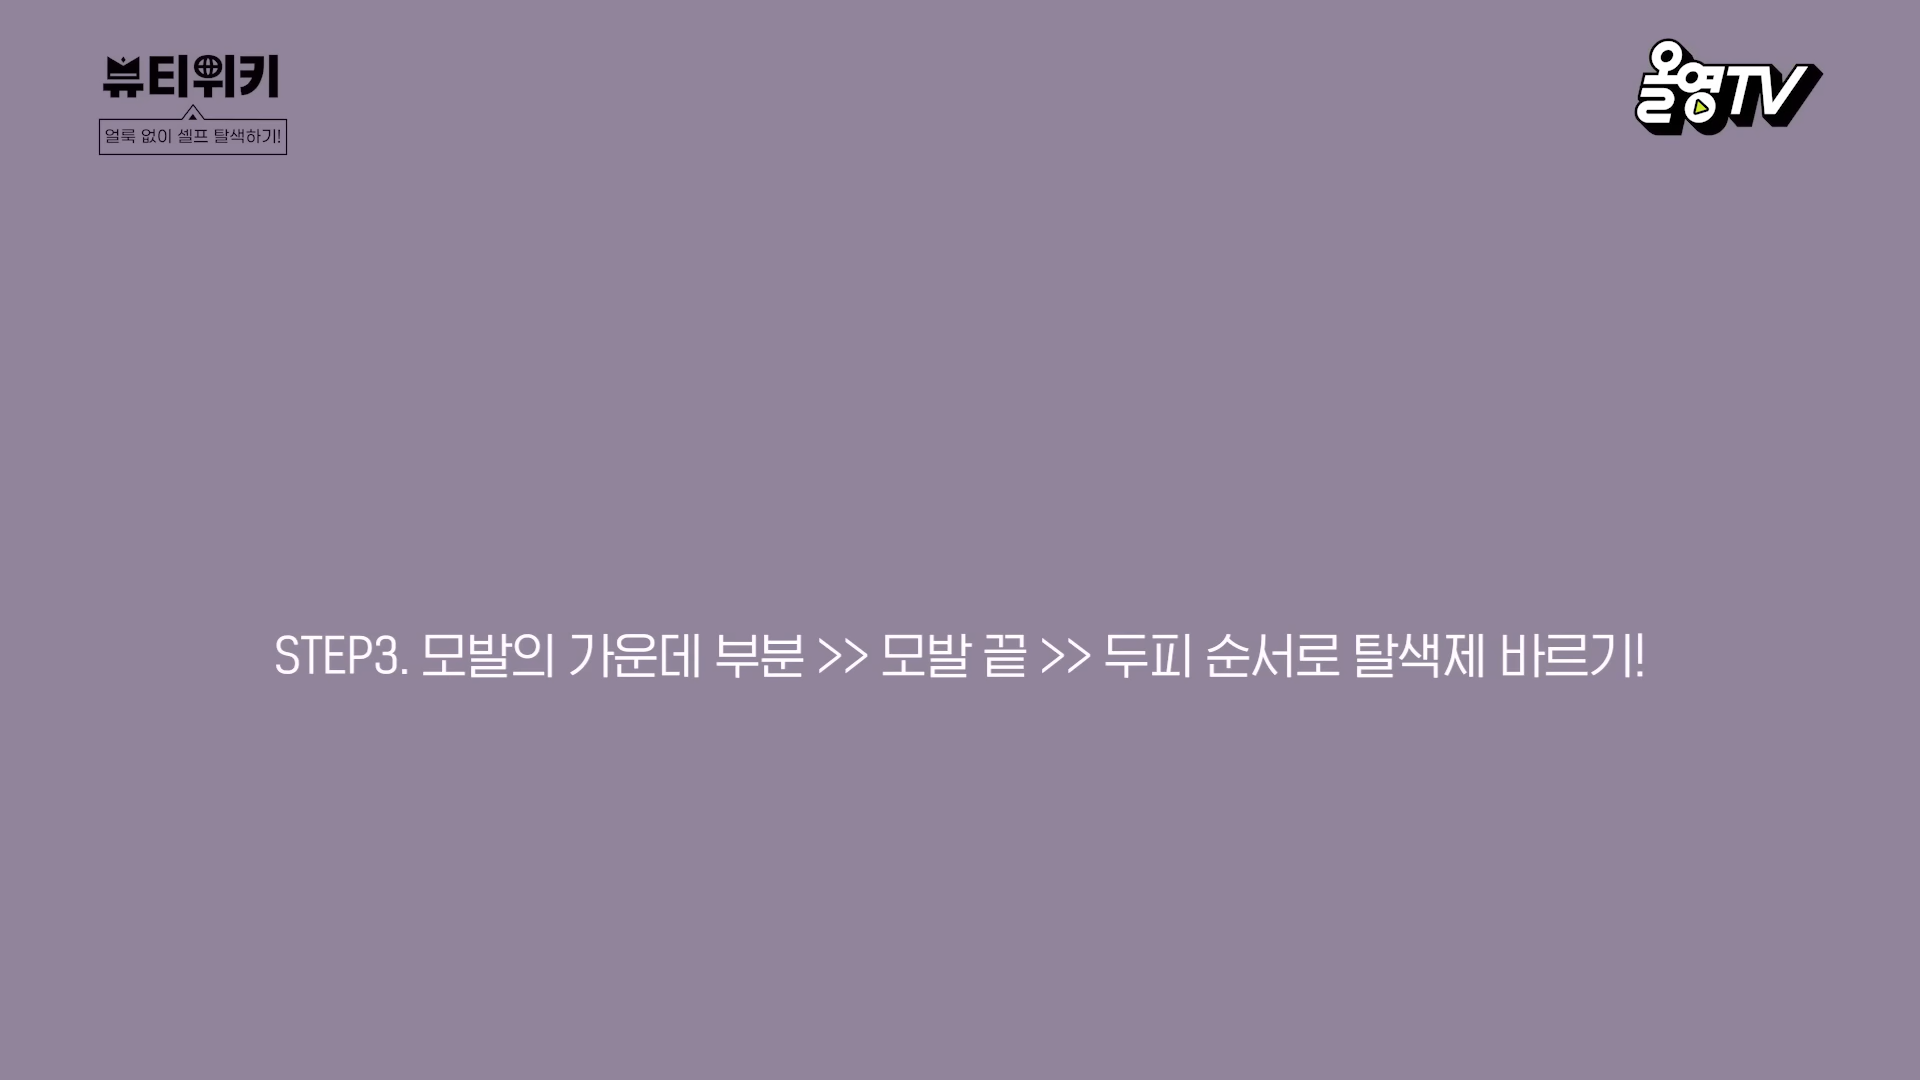 뷰티위키
얼룩 없이 셀프 탈색하기!
올영TV
STEP3. 모발의 가운데 부분 >> 모발 끝 >> 두피 순서로 탈색제 바르기!